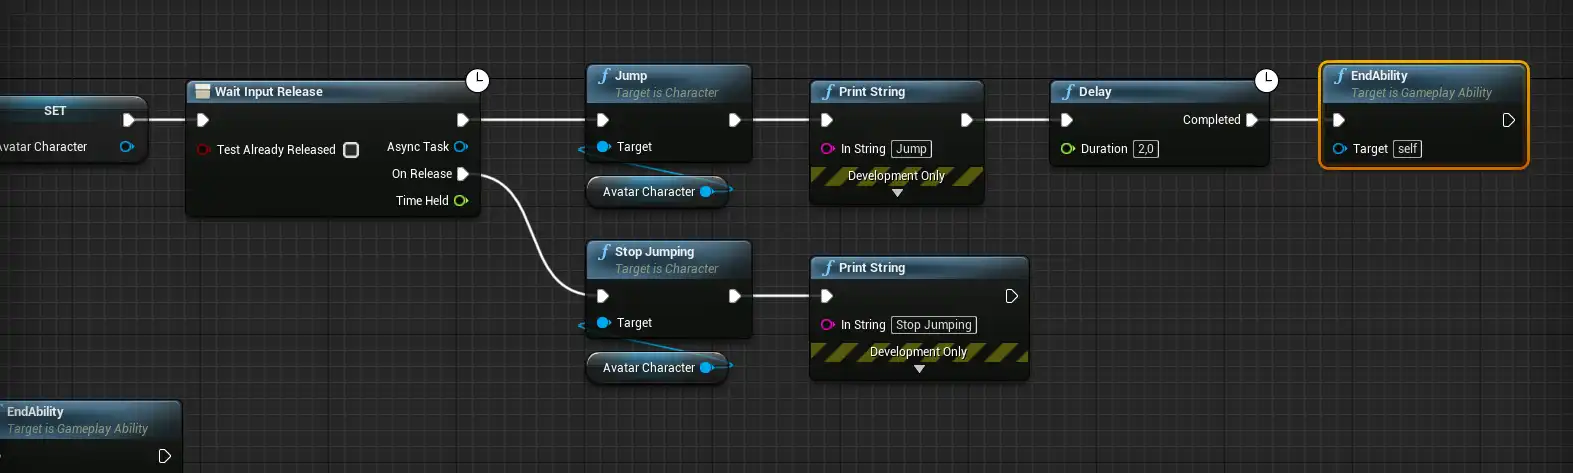 SET
Avatar Character
Wait Input Release
Test Already Released
Async Task
On Release
Time Held
Jump
Target is Character
Target
Avatar Character
Print String
In String Jump
Development Only
Delay
Completed
Duration 2,0
EndAbility
Target is Gameplay Ability
Target self
Stop Jumping
Target is Character
Target
Avatar Character
Print String
In String Stop Jumping
Development Only
EndAbility
Target is Gameplay Ability